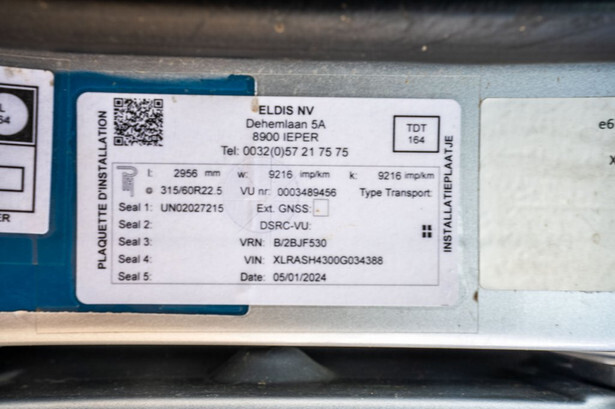 L
64
ER
PLAQUETTE D'INSTALLATION
ELDIS NV
Dehemlaan 5A
8900 IEPER
Tel: 0032(0)57 21 75 75
TDT
164
l: 2956 mm w: 9216 imp/km k: 9216 imp/km
315/60R22.5 VU nr: 0003489456 Type Transport:
Seal 1: UN02027215 Ext. GNSS:
Seal 2: DSRC-VU:
Seal 3: VRN: B/2BJF530
Seal 4: VIN: XLRASH4300G034388
Seal 5: Date: 05/01/2024
INSTALLATIEPLAATJE
e6
X